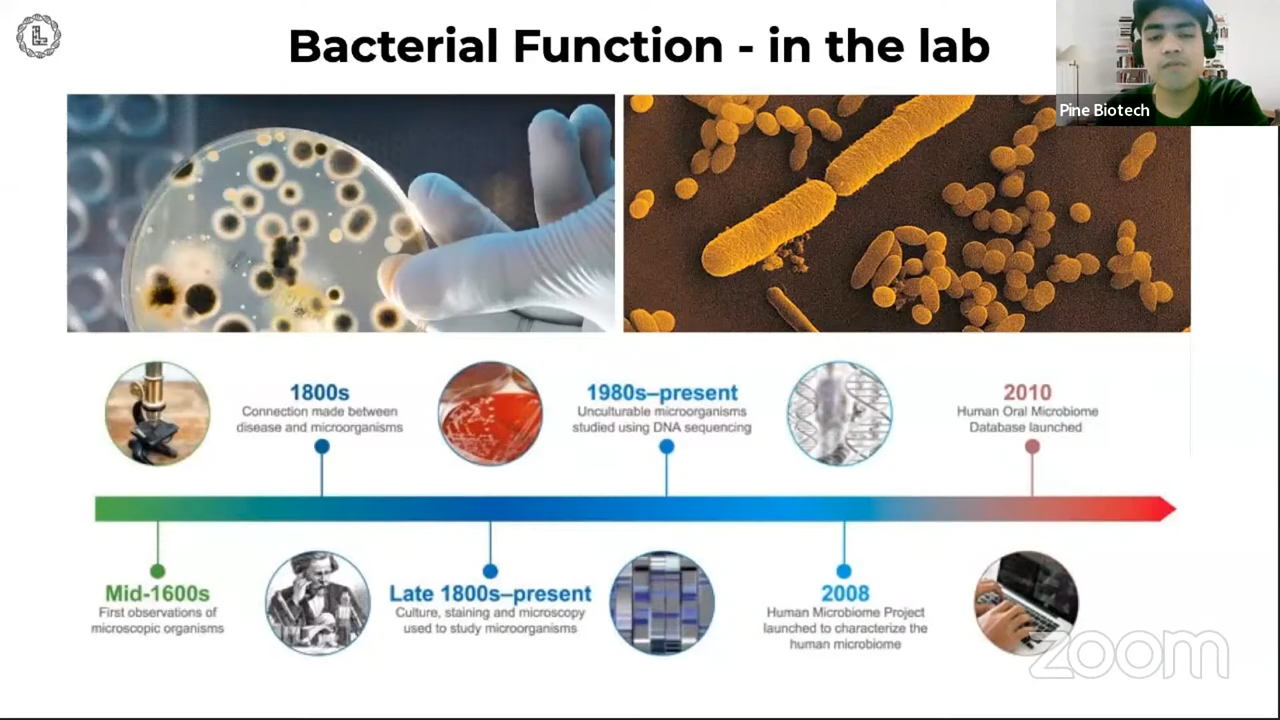 Bacterial Function - in the lab
Pine Biotech
1800s
Connection made between
disease and microorganisms
1980s–present
Unculturable microorganisms
studied using DNA sequencing
2010
Human Oral Microbiome
Database launched
Mid-1600s
First observations of
microscopic organisms
Late 1800s–present
Culture, staining and microscopy
used to study microorganisms
2008
Human Microbiome Project
launched to characterize the
human microbiome
zoom